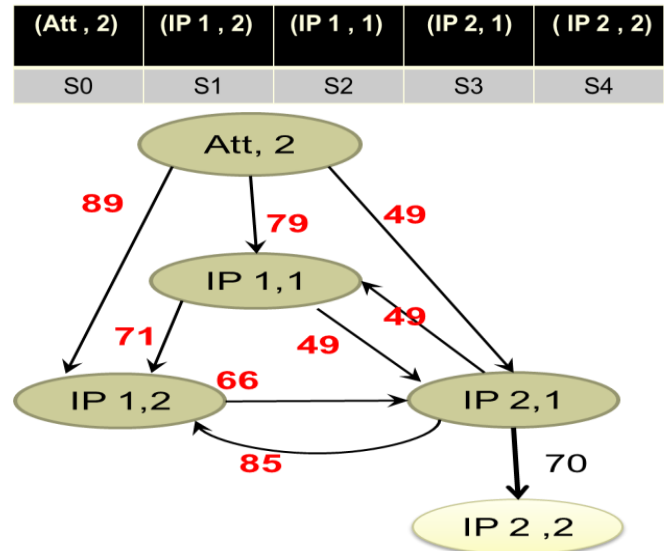 (Att , 2) (IP 1 , 2) (IP 1 , 1) (IP 2, 1) ( IP 2 , 2)
S0 S1 S2 S3 S4
Att, 2
89
79
49
IP 1,1
71
49
49
66
IP 1,2
IP 2,1
85
70
IP 2 ,2